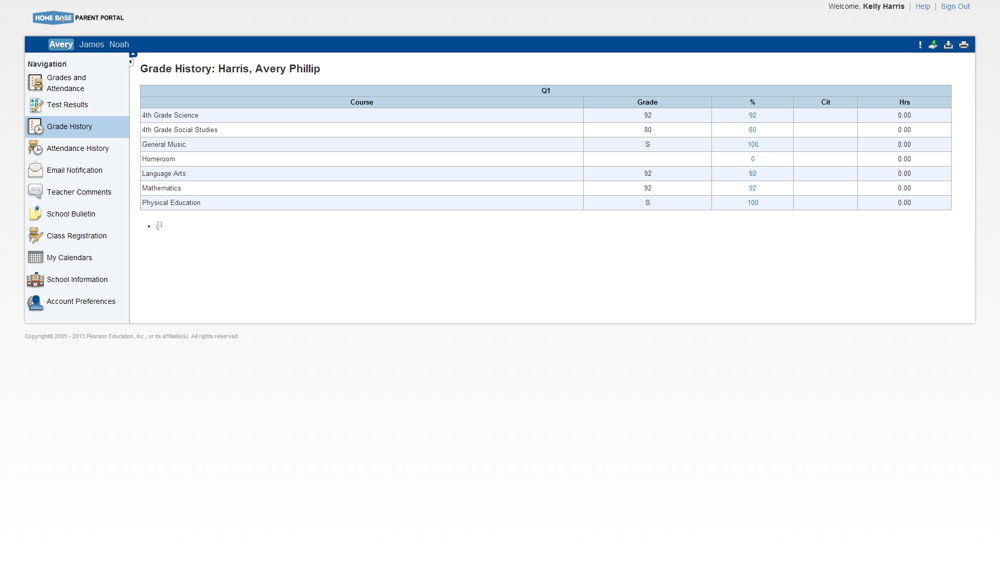 Welcome, Kelly Harris Help Sign Out
HOME BASE PARENT PORTAL
Avery James Noah
Navigation
Grades and
Attendance
Test Results
Grade History
Attendance History
Email Notification
Teacher Comments
School Bulletin
Class Registration
My Calendars
School Information
Account Preferences
Grade History: Harris, Avery Phillip
Q1
Course Grade % Cit Hrs
4th Grade Science 92 92 0.00
4th Grade Social Studies 80 80 0.00
General Music S 100 0.00
Homeroom 0 0.00
Language Arts 92 92 0.00
Mathematics 92 92 0.00
Physical Education S 100 0.00
Copyright© 2005 - 2013 Pearson Education, Inc., or its affiliate(s). All rights reserved.